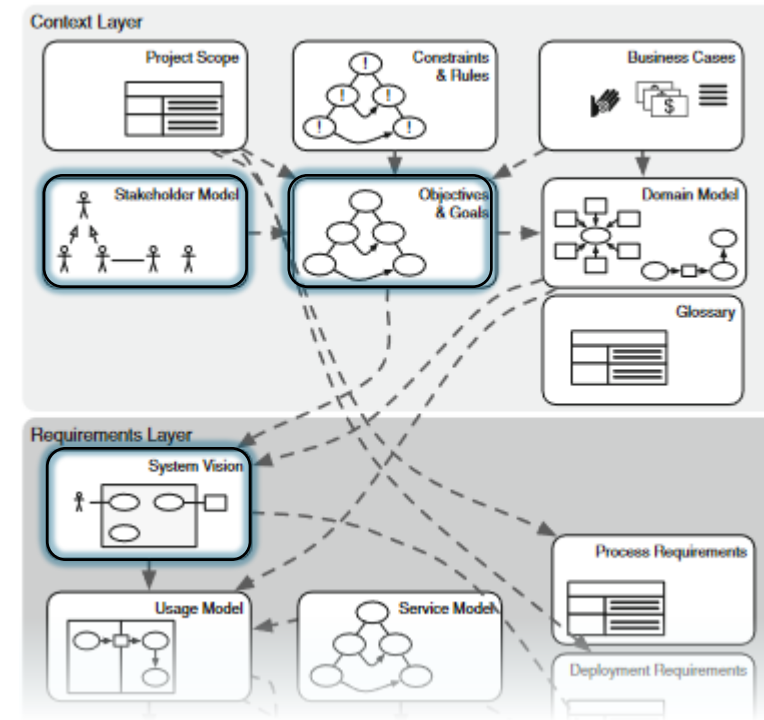 Context Layer
Project Scope
Constraints
& Rules
!
! !
! !
Business Cases
$
Stakeholder Model
Objectives
& Goals
Domain Model
Glossary
Requirements Layer
System Vision
Process Requirements
Usage Model
Service Model
Deployment Requirements